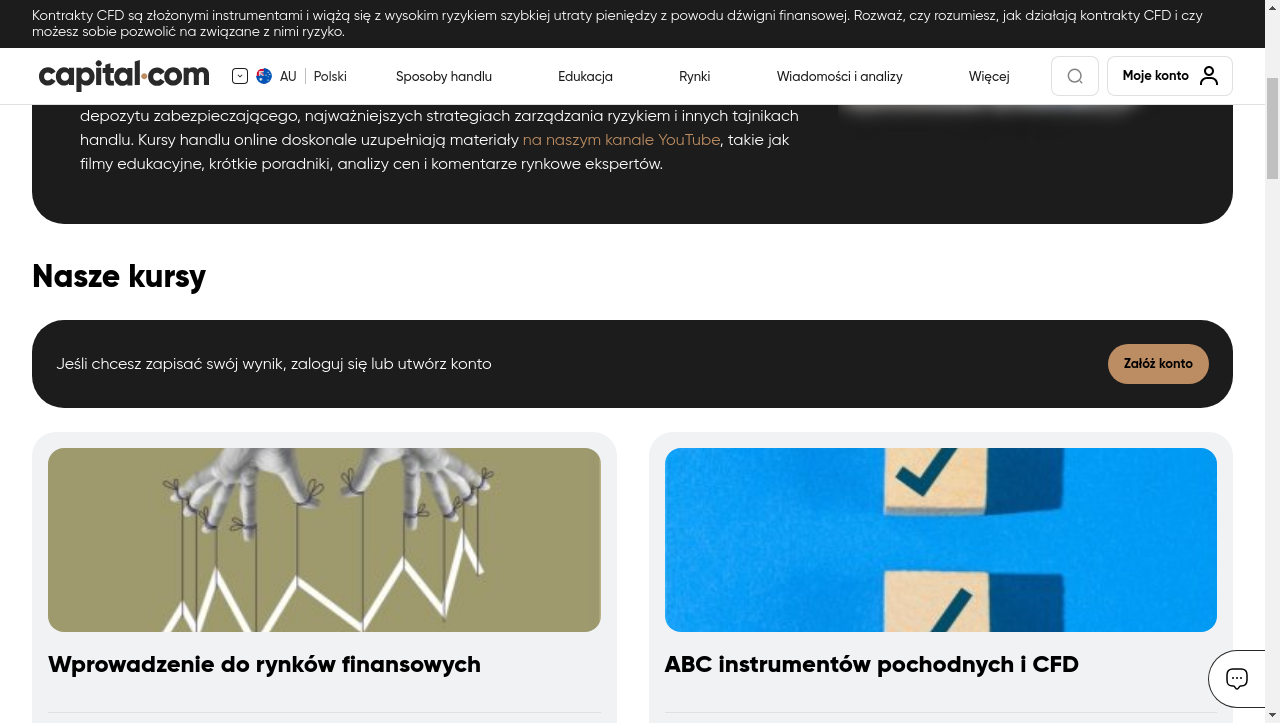 Kontrakty CFD są złożonymi instrumentami i wiążą się z wysokim ryzykiem szybkiej utraty pieniędzy z powodu dźwigni finansowej. Rozważ, czy rozumiesz, jak działają kontrakty CFD i czy
możesz sobie pozwolić na związane z nimi ryzyko.
capital.com
AU
Polski
Sposoby handlu
Edukacja
Rynki
Wiadomości i analizy
Więcej
Moje konto
depozytu zabezpieczającego, najważniejszych strategiach zarządzania ryzykiem i innych tajnikach
handlu. Kursy handlu online doskonale uzupełniają materiały na naszym kanale YouTube, takie jak
filmy edukacyjne, krótkie poradniki, analizy cen i komentarze rynkowe ekspertów.
Nasze kursy
Jeśli chcesz zapisać swój wynik, zaloguj się lub utwórz konto
Załóż konto
Wprowadzenie do rynków finansowych
ABC instrumentów pochodnych i CFD